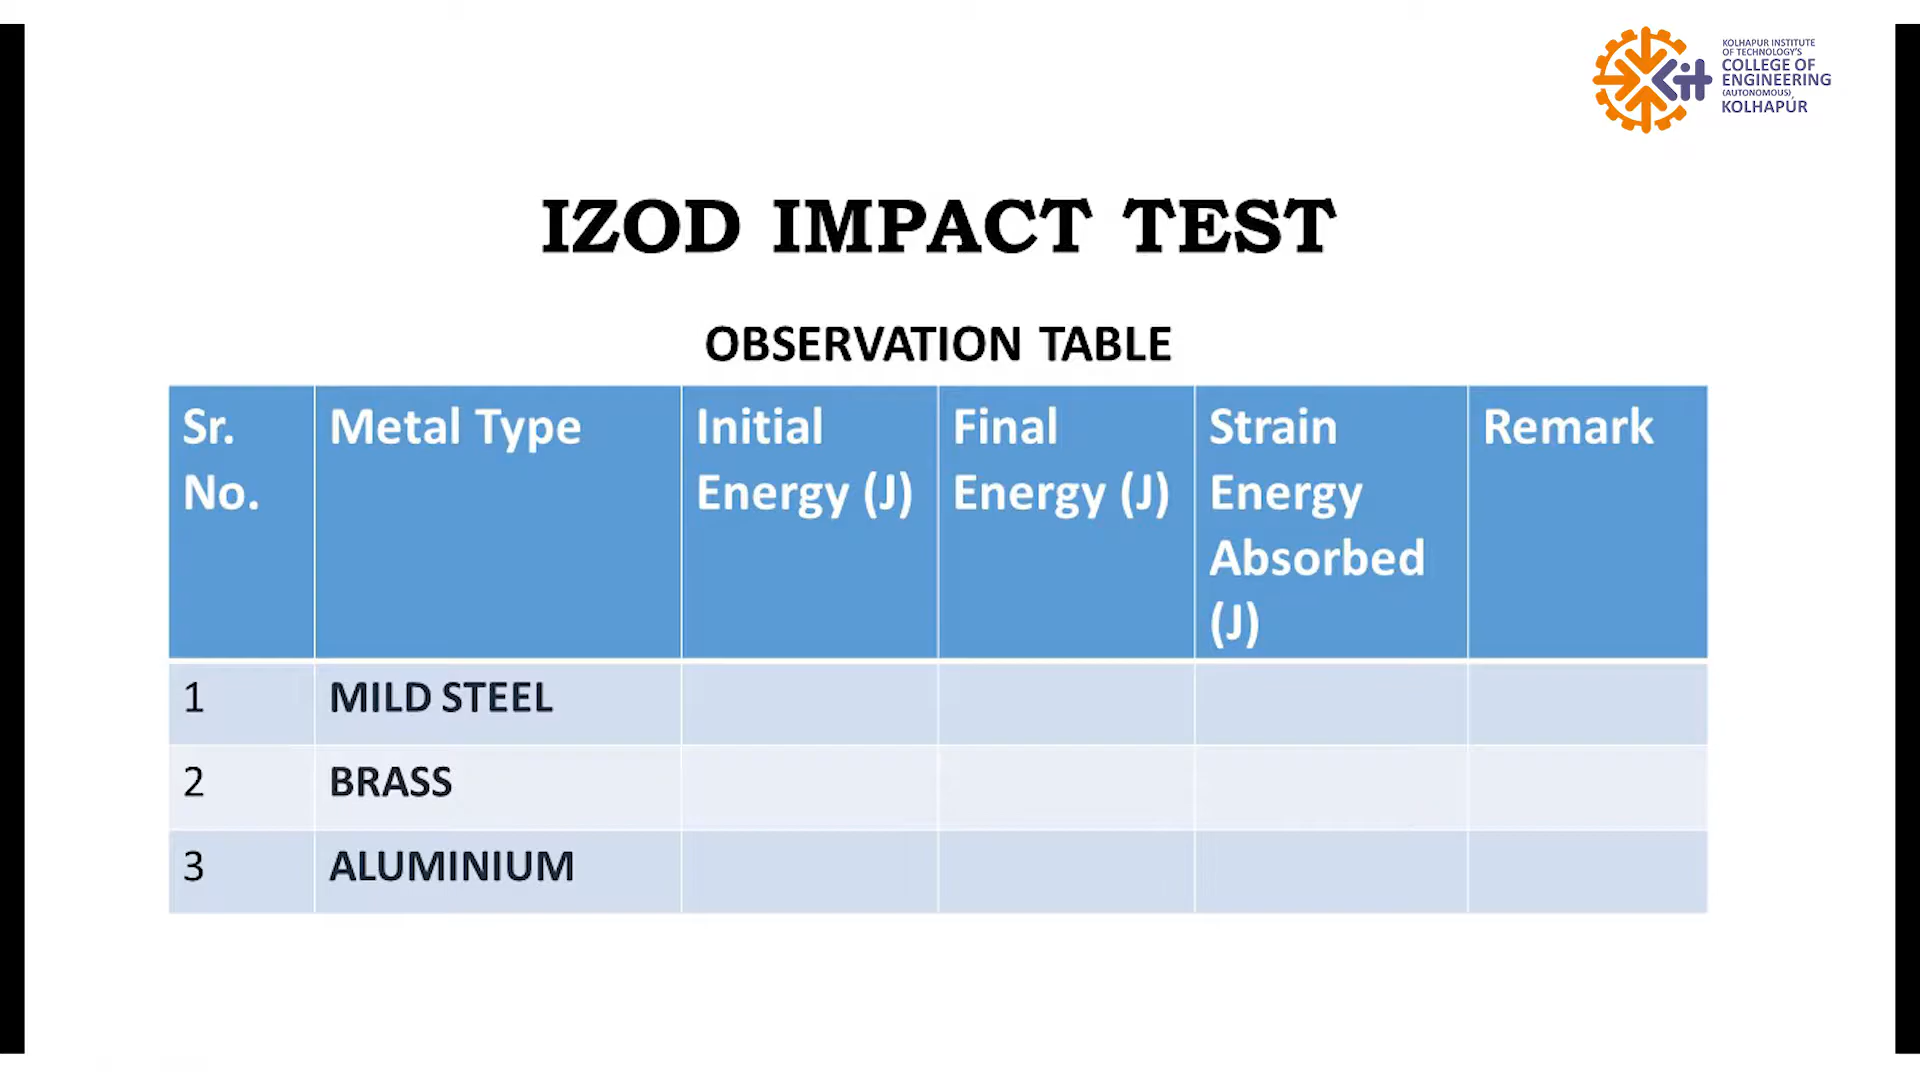 KOLHAPUR INSTITUTE
OF TECHNOLOGY'S
COLLEGE OF
ENGINEERING
(AUTONOMOUS),
KOLHAPUR
kit
IZOD IMPACT TEST
OBSERVATION TABLE
Sr. No. Metal Type Initial Energy (J) Final Energy (J) Strain Energy Absorbed (J) Remark
1 MILD STEEL
2 BRASS
3 ALUMINIUM